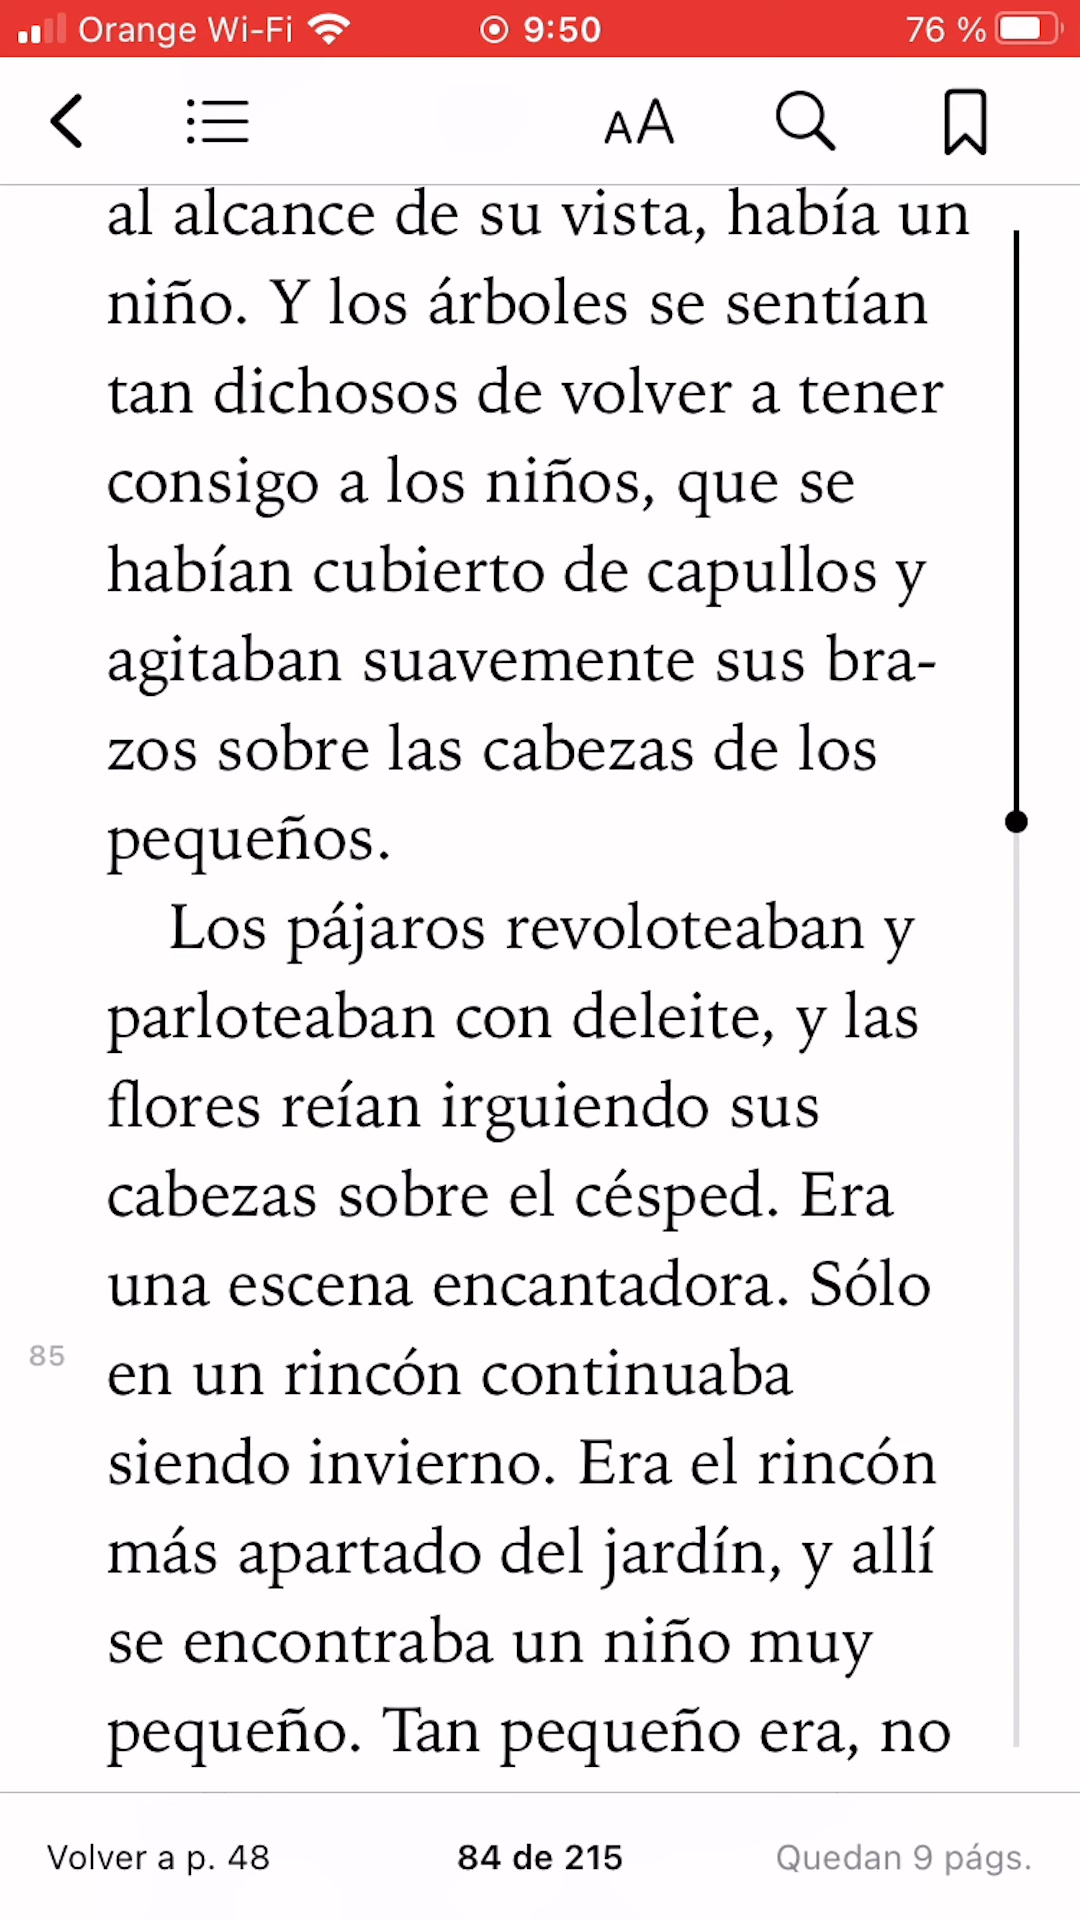 Orange Wi-Fi 9:50 76 %
AA
al alcance de su vista, había un
niño. Y los árboles se sentían
tan dichosos de volver a tener
consigo a los niños, que se
habían cubierto de capullos y
agitaban suavemente sus bra-
zos sobre las cabezas de los
pequeños.
Los pájaros revoloteaban y
parloteaban con deleite, y las
flores reían irguiendo sus
cabezas sobre el césped. Era
una escena encantadora. Sólo
85
en un rincón continuaba
siendo invierno. Era el rincón
más apartado del jardín, y allí
se encontraba un niño muy
pequeño. Tan pequeño era, no
Volver a p. 48 84 de 215 Quedan 9 págs.